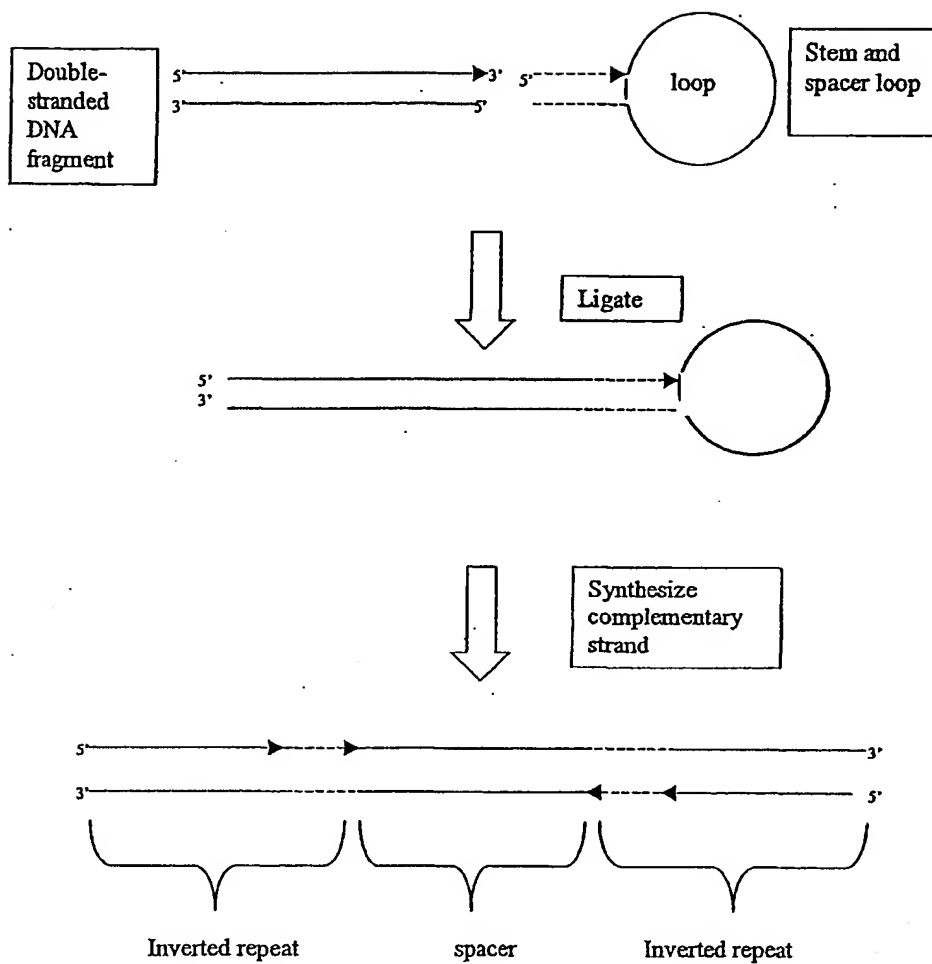 Double-
stranded
DNA
fragment
5' 3' 5'
3' 5'
loop
Stem and
spacer loop
Ligate
5'
3'
Synthesize
complementary
strand
5' 3'
3' 5'
Inverted repeat spacer Inverted repeat